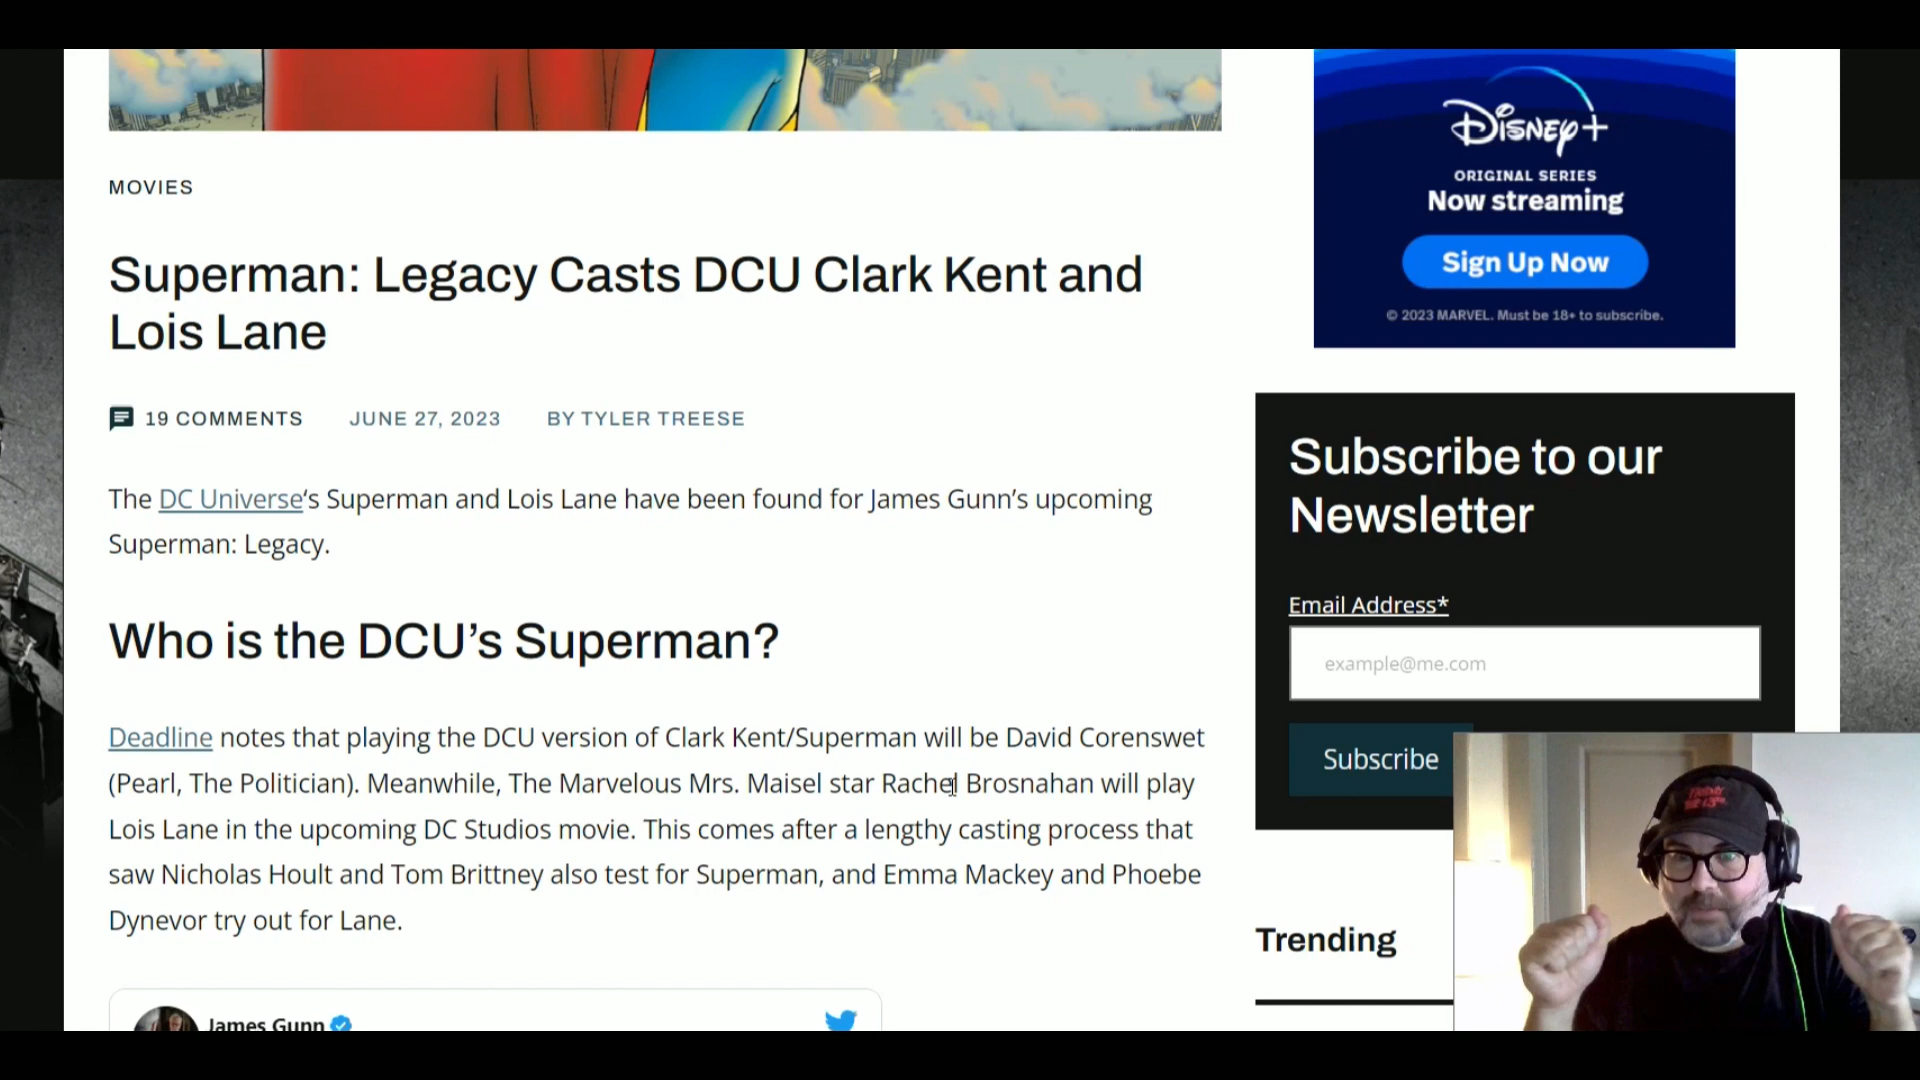 MOVIES
Superman: Legacy Casts DCU Clark Kent and
Lois Lane
19 COMMENTS JUNE 27, 2023 BY TYLER TREESE
The DC Universe‘s Superman and Lois Lane have been found for James Gunn’s upcoming
Superman: Legacy.
Who is the DCU’s Superman?
Deadline notes that playing the DCU version of Clark Kent/Superman will be David Corenswet
(Pearl, The Politician). Meanwhile, The Marvelous Mrs. Maisel star Rachel Brosnahan will play
Lois Lane in the upcoming DC Studios movie. This comes after a lengthy casting process that
saw Nicholas Hoult and Tom Brittney also test for Superman, and Emma Mackey and Phoebe
Dynevor try out for Lane.
James Gunn
Disney+
ORIGINAL SERIES
Now streaming
Sign Up Now
© 2023 MARVEL. Must be 18+ to subscribe.
Subscribe to our
Newsletter
Email Address*
example@me.com
Subscribe
Trending